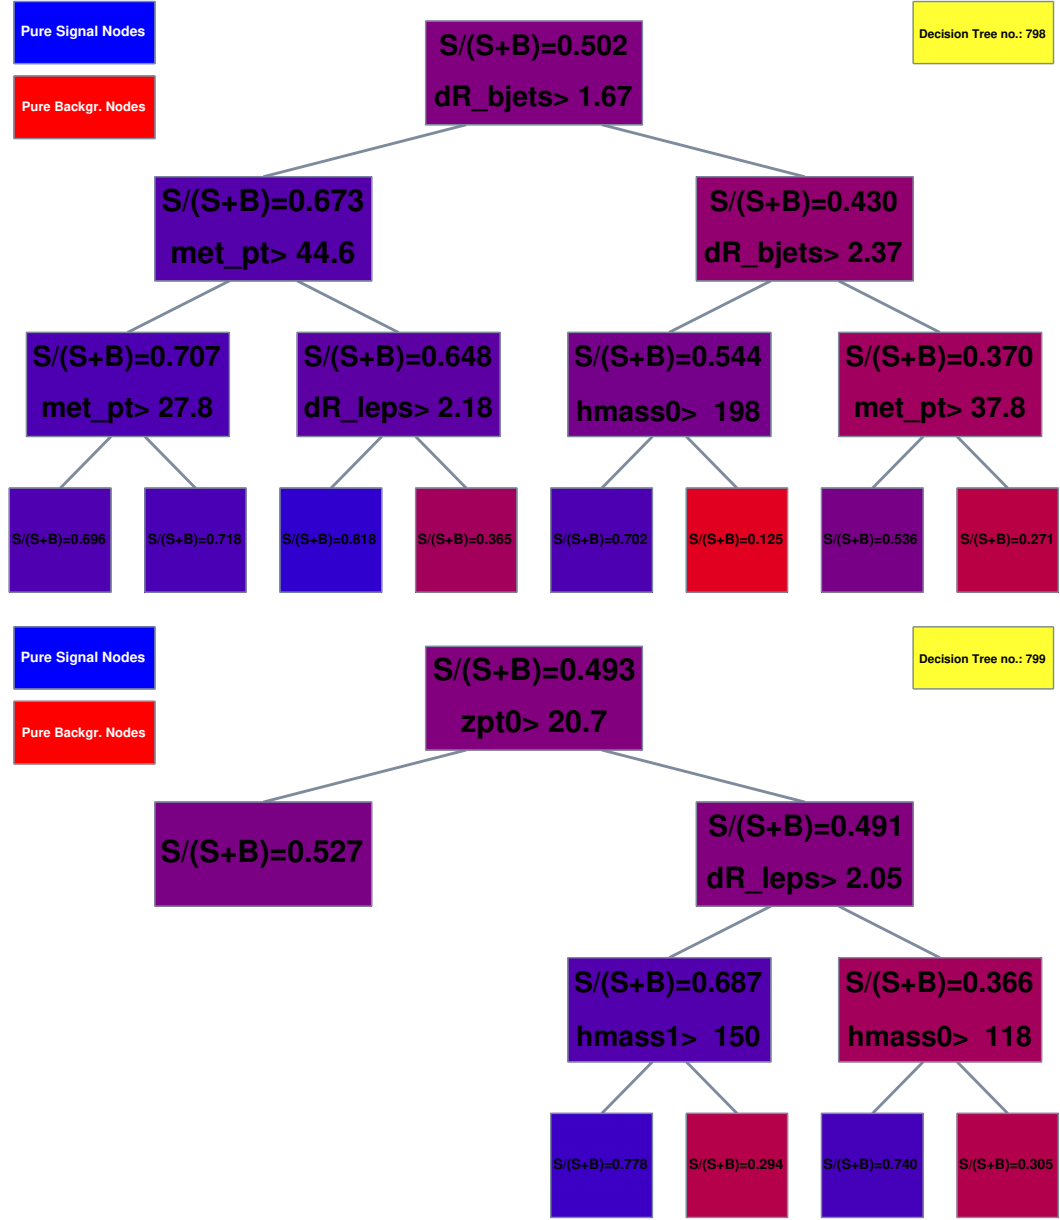 Pure Signal Nodes
Decision Tree no.: 798
Pure Backgr. Nodes
S/(S+B)=0.502
dR_bjets> 1.67
S/(S+B)=0.673
met_pt> 44.6
S/(S+B)=0.430
dR_bjets> 2.37
S/(S+B)=0.707
met_pt> 27.8
S/(S+B)=0.648
dR_leps> 2.18
S/(S+B)=0.544
hmass0>  198
S/(S+B)=0.370
met_pt> 37.8
S/(S+B)=0.696
S/(S+B)=0.718
S/(S+B)=0.818
S/(S+B)=0.365
S/(S+B)=0.702
S/(S+B)=0.125
S/(S+B)=0.536
S/(S+B)=0.271
Pure Signal Nodes
Decision Tree no.: 799
Pure Backgr. Nodes
S/(S+B)=0.493
zpt0> 20.7
S/(S+B)=0.527
S/(S+B)=0.491
dR_leps> 2.05
S/(S+B)=0.687
hmass1>  150
S/(S+B)=0.366
hmass0>  118
S/(S+B)=0.778
S/(S+B)=0.294
S/(S+B)=0.740
S/(S+B)=0.305